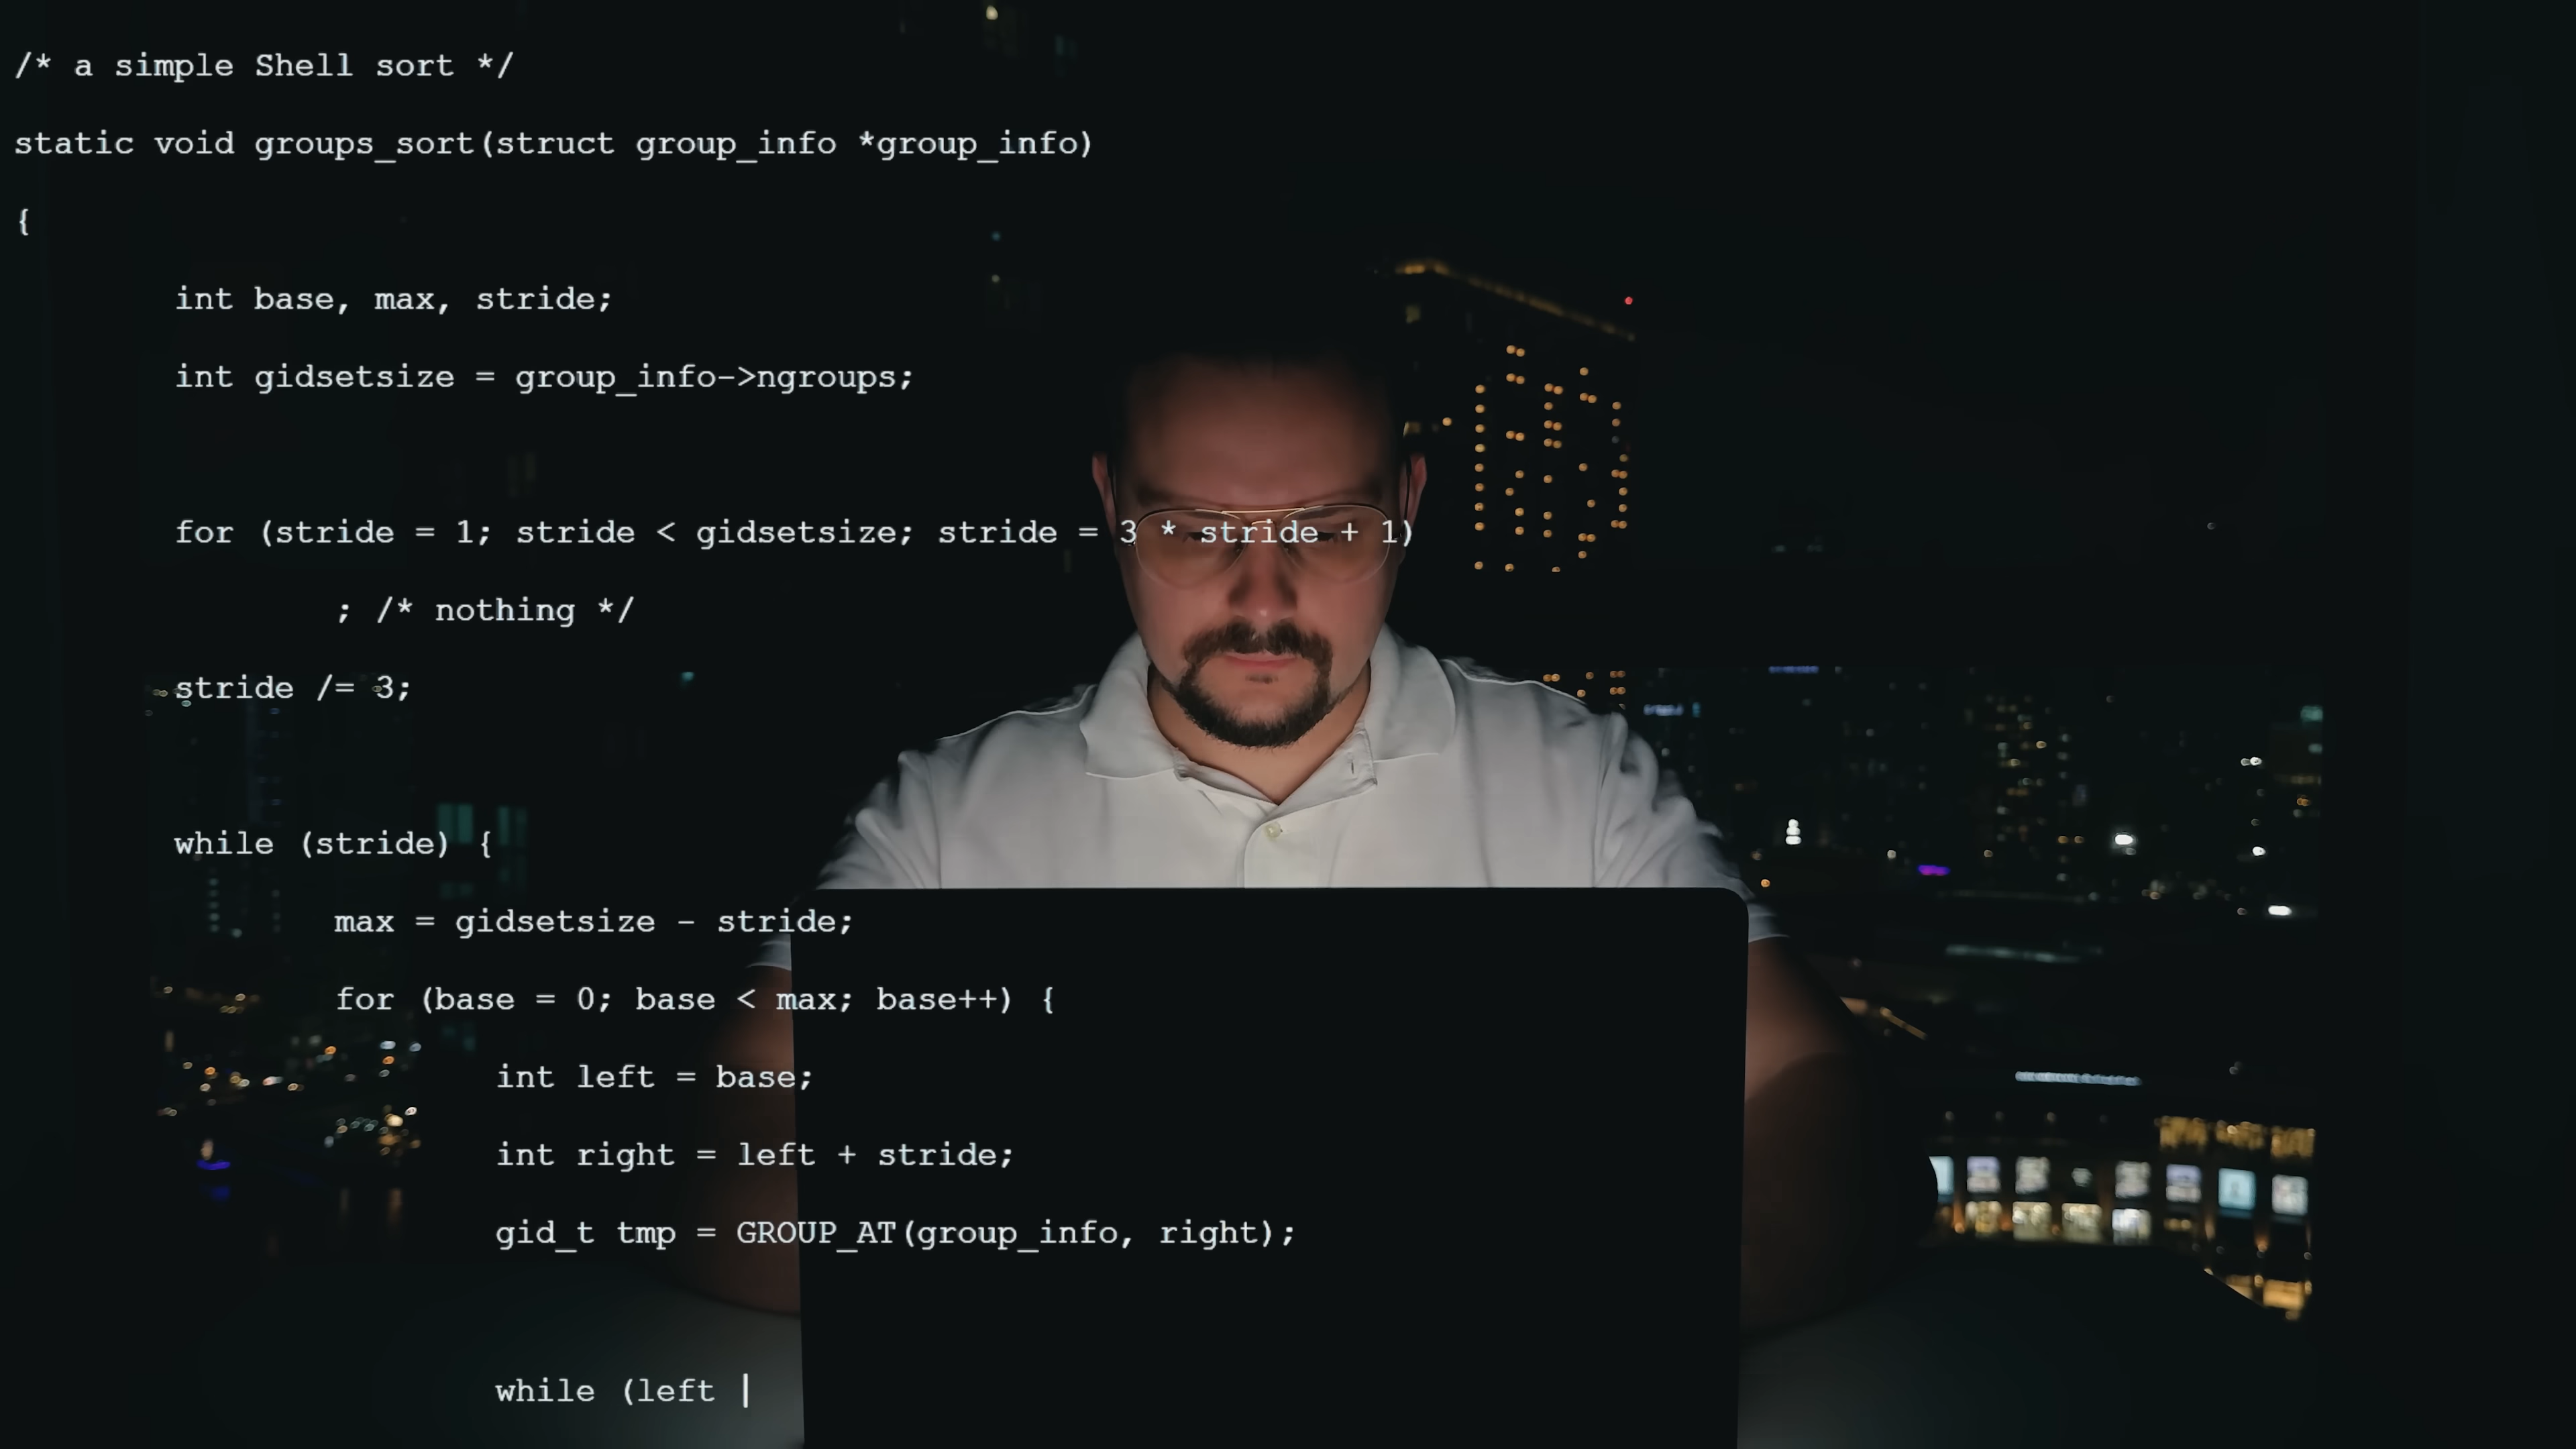 /* a simple Shell sort */
static void groups_sort(struct group_info *group_info)
{
int base, max, stride;
int gidsetsize = group_info->ngroups;
for (stride = 1; stride < gidsetsize; stride = 3 * stride + 1)
; /* nothing */
stride /= 3;
while (stride) {
max = gidsetsize - stride;
for (base = 0; base < max; base++) {
int left = base;
int right = left + stride;
gid_t tmp = GROUP_AT(group_info, right);
while (left |